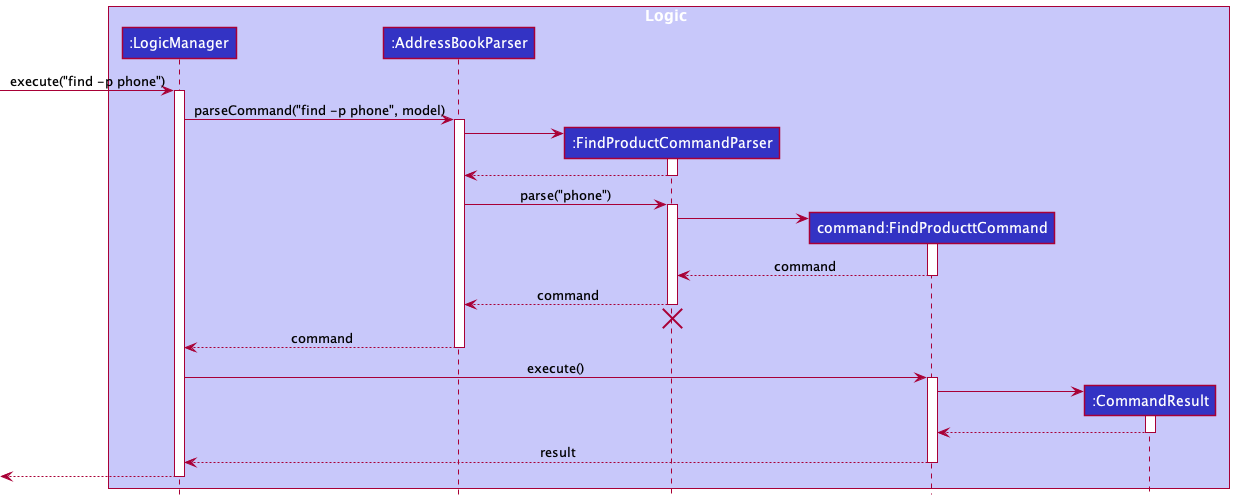 Logic
:LogicManager
:AddressBookParser
execute("find -p phone")
parseCommand("find -p phone", model)
:FindProductCommandParser
parse("phone")
command:FindProducttCommand
command
command
command
execute()
:CommandResult
result